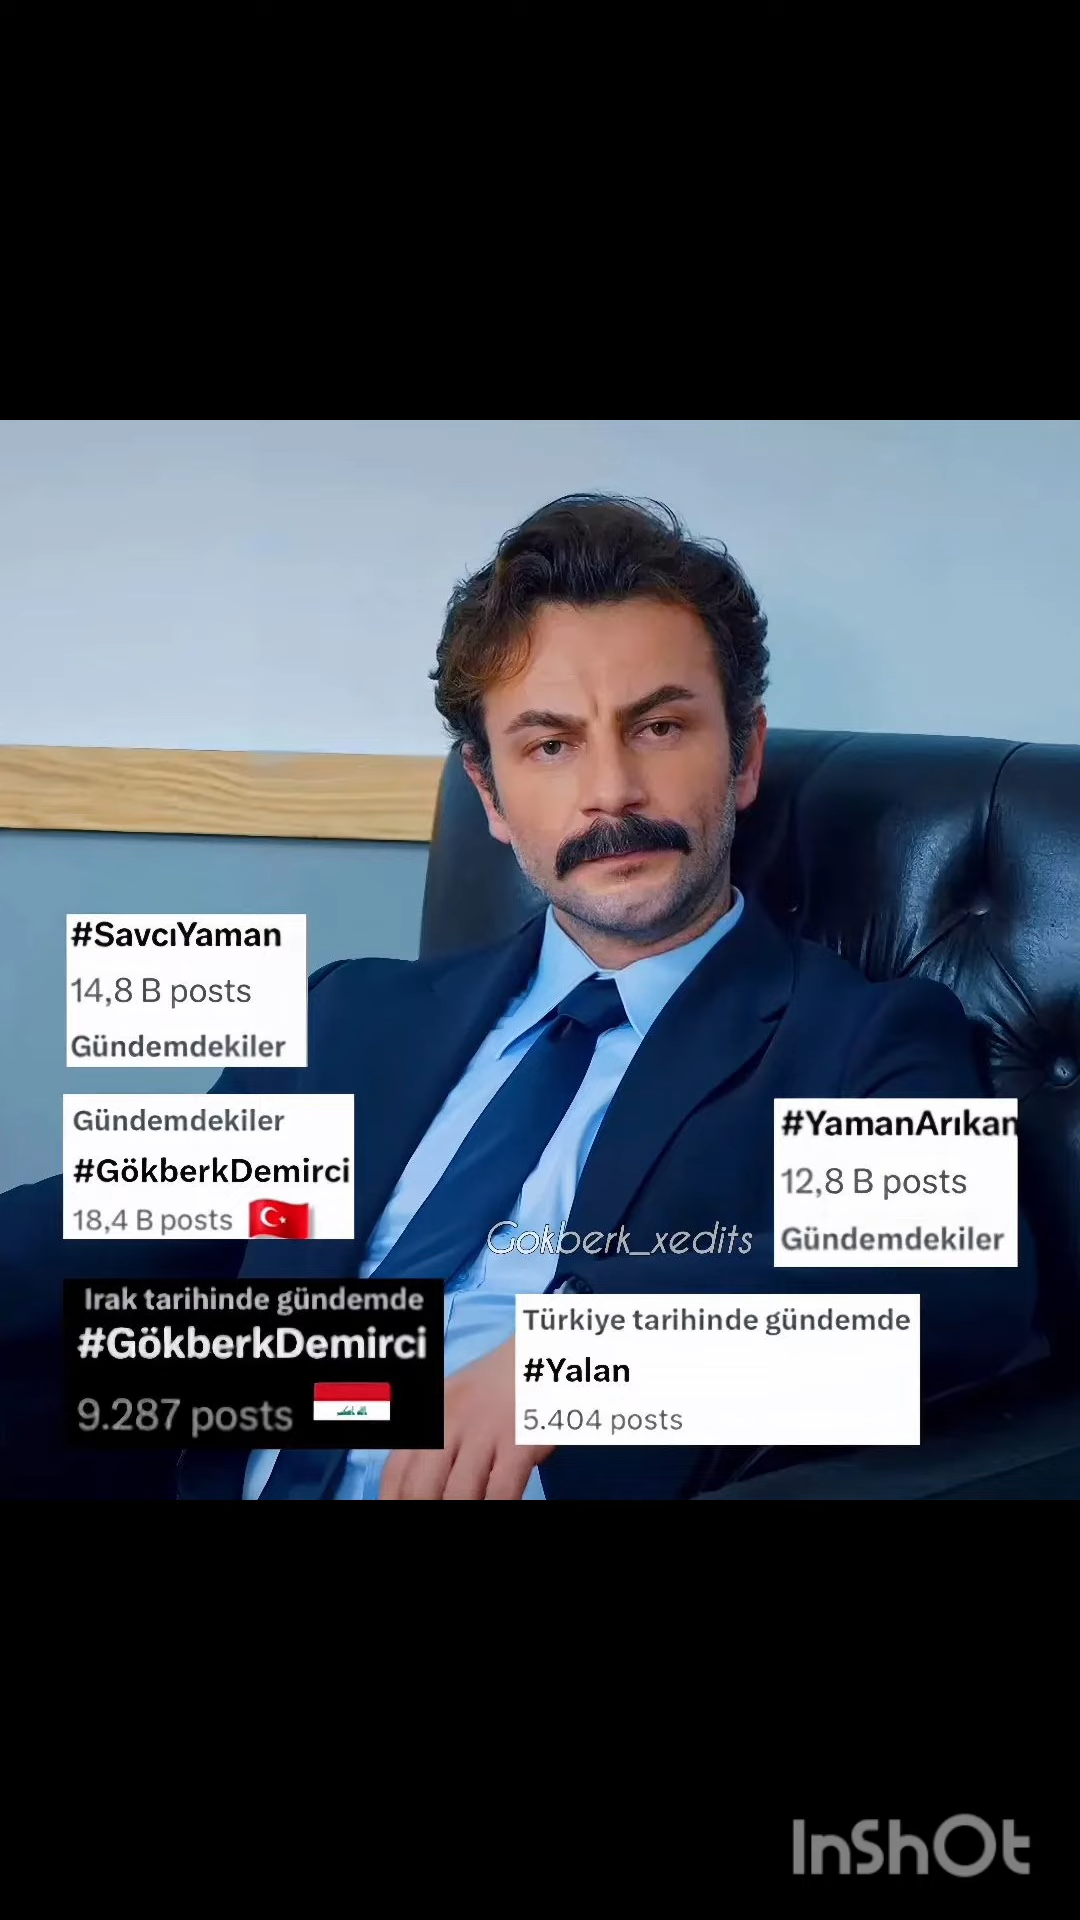 #SavcıYaman
14,8 B posts
Gündemdekiler
Gündemdekiler
#GökberkDemirci
18,4 B posts
#YamanArıkan
12,8 B posts
Gündemdekiler
Gokberk_xedits
Irak tarihinde gündemde
#GökberkDemirci
9.287 posts
Türkiye tarihinde gündemde
#Yalan
5.404 posts
InShOt